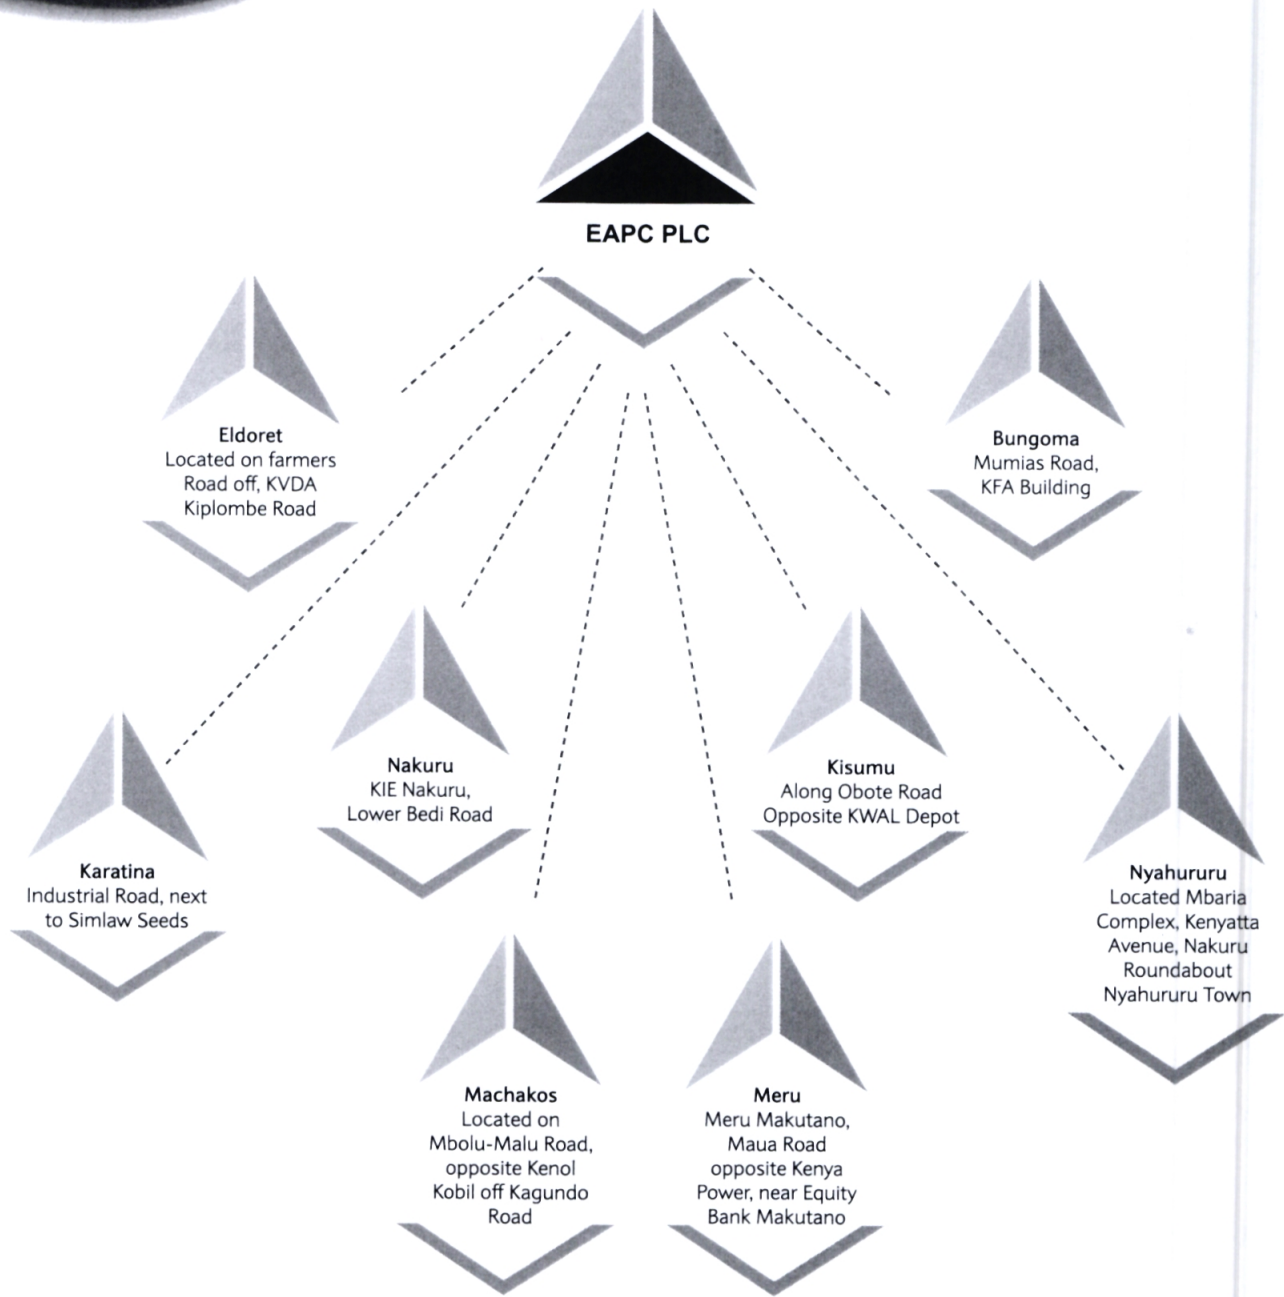 EAPC PLC
Eldoret
Located on farmers
Road off, KVDA
Kiplombe Road
Bungoma
Mumias Road,
KFA Building
Nakuru
KIE Nakuru,
Lower Bedi Road
Kisumu
Along Obote Road
Opposite KWAL Depot
Karatina
Industrial Road, next
to Simlaw Seeds
Nyahururu
Located Mbaria
Complex, Kenyatta
Avenue, Nakuru
Roundabout
Nyahururu Town
Machakos
Located on
Mbolu-Malu Road,
opposite Kenol
Kobil off Kagundo
Road
Meru
Meru Makutano,
Maua Road
opposite Kenya
Power, near Equity
Bank Makutano